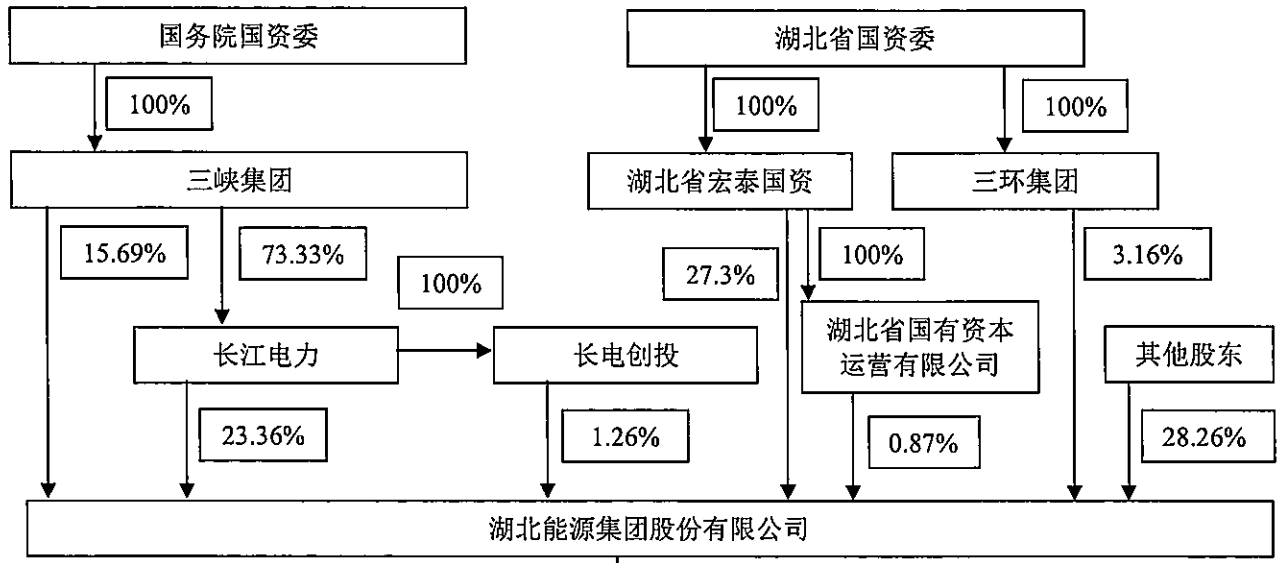 国务院国资委
湖北省国资委
100%
100%
100%
三峡集团
湖北省宏泰国资
三环集团
15.69%
73.33%
100%
27.3%
100%
3.16%
长江电力
长电创投
湖北省国有资本
运营有限公司
其他股东
23.36%
1.26%
0.87%
28.26%
湖北能源集团股份有限公司